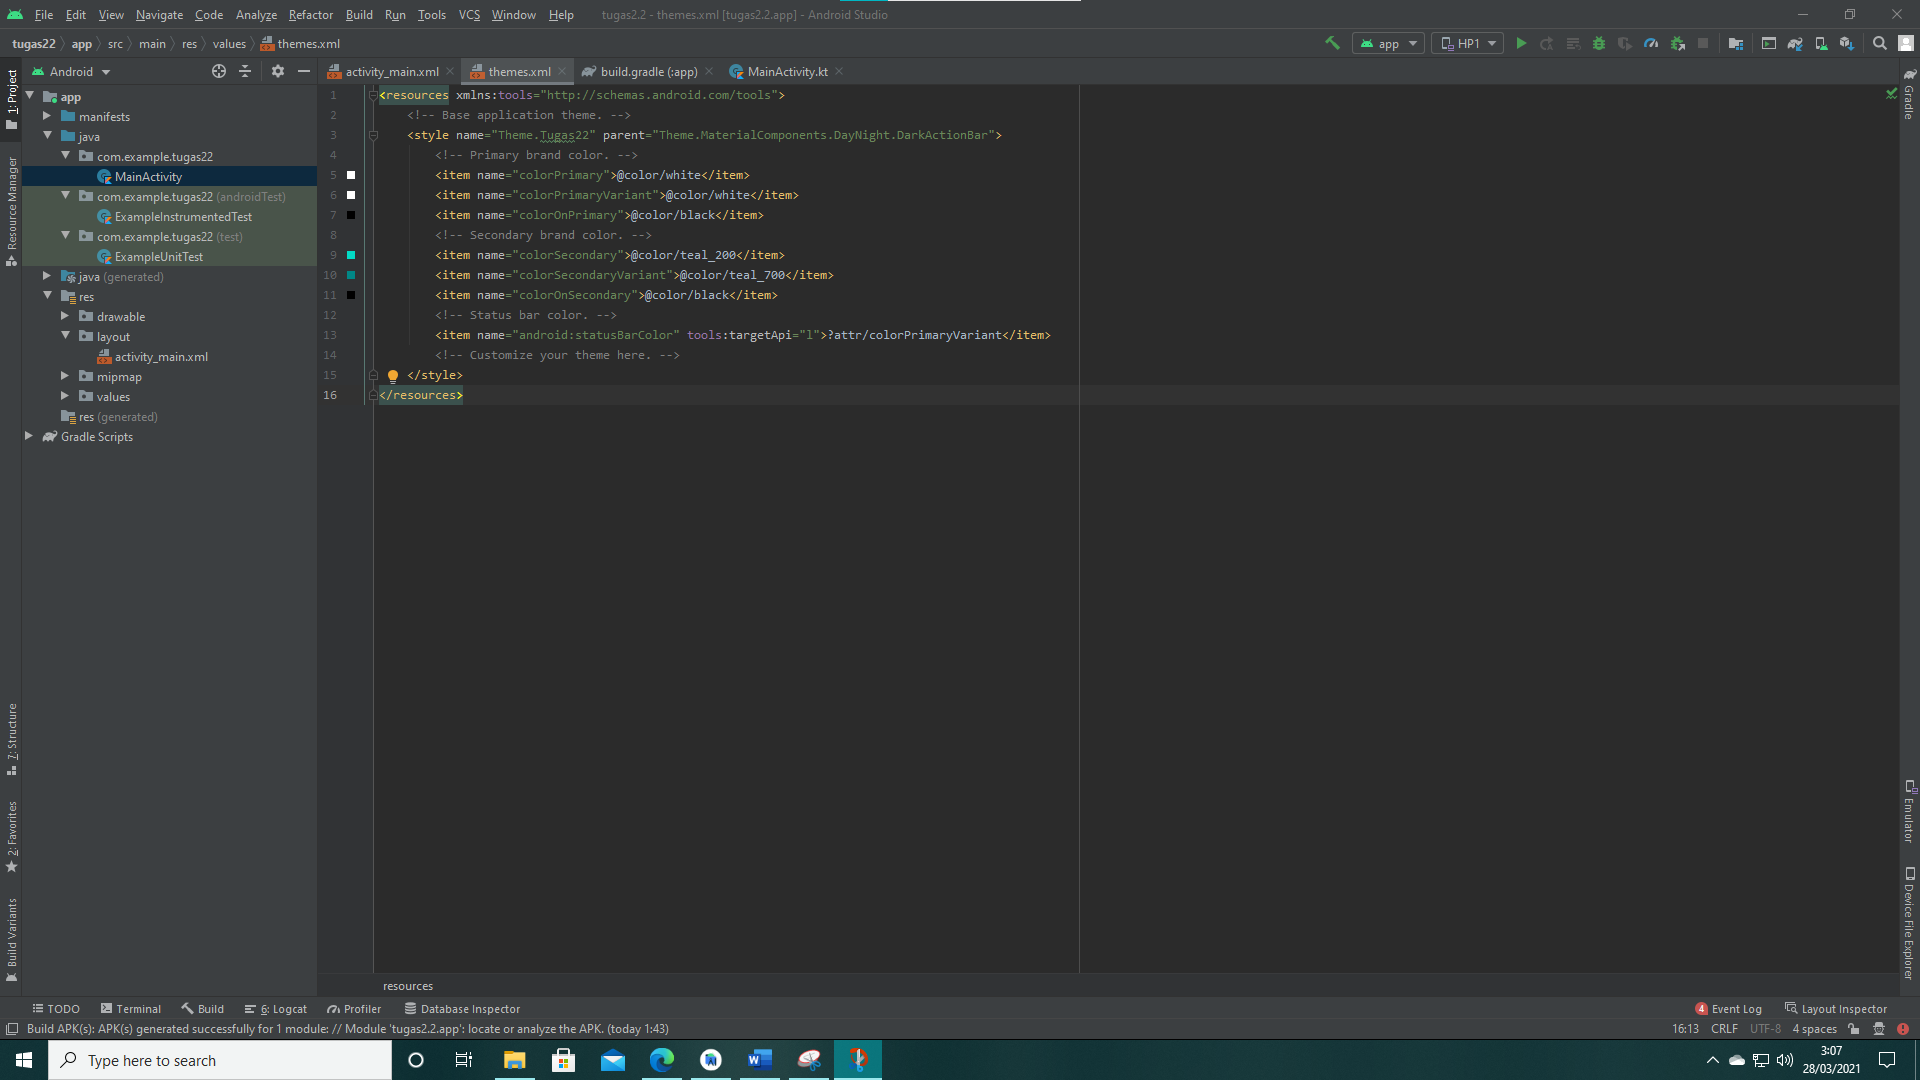 File Edit View Navigate Code Analyze Refactor Build Run Tools VCS Window Help tugas2.2 - themes.xml [tugas2.2.app] - Android Studio
tugas22 app src main res values themes.xml app HP1
Android activity_main.xml themes.xml build.gradle (:app) MainActivity.kt
1: Project
Resource Manager
7: Structure
2: Favorites
Build Variants
app
manifests
java
com.example.tugas22
MainActivity
com.example.tugas22 (androidTest)
ExampleInstrumentedTest
com.example.tugas22 (test)
ExampleUnitTest
java (generated)
res
drawable
layout
activity_main.xml
mipmap
values
res (generated)
Gradle Scripts
1 <resources xmlns:tools="http://schemas.android.com/tools">
2 <!-- Base application theme. -->
3 <style name="Theme.Tugas22" parent="Theme.MaterialComponents.DayNight.DarkActionBar">
4 <!-- Primary brand color. -->
5 <item name="colorPrimary">@color/white</item>
6 <item name="colorPrimaryVariant">@color/white</item>
7 <item name="colorOnPrimary">@color/black</item>
8 <!-- Secondary brand color. -->
9 <item name="colorSecondary">@color/teal_200</item>
10 <item name="colorSecondaryVariant">@color/teal_700</item>
11 <item name="colorOnSecondary">@color/black</item>
12 <!-- Status bar color. -->
13 <item name="android:statusBarColor" tools:targetApi="l">?attr/colorPrimaryVariant</item>
14 <!-- Customize your theme here. -->
15 </style>
16 </resources>
Gradle
Emulator
Device File Explorer
resources
TODO Terminal Build 6: Logcat Profiler Database Inspector 4 Event Log Layout Inspector
Build APK(s): APK(s) generated successfully for 1 module: // Module 'tugas2.2.app': locate or analyze the APK. (today 1:43) 16:13 CRLF UTF-8 4 spaces
Type here to search
3:07
28/03/2021